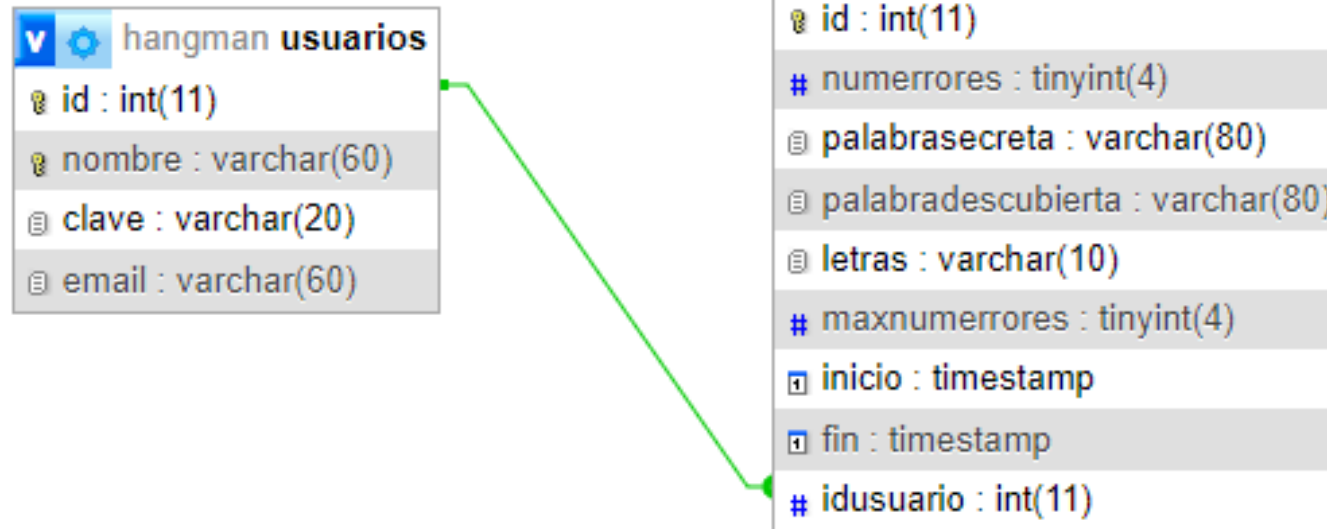 v hangman usuarios
id : int(11)
nombre : varchar(60)
clave : varchar(20)
email : varchar(60)
id : int(11)
# numerrores : tinyint(4)
palabrasecreta : varchar(80)
palabradescubierta : varchar(80)
letras : varchar(10)
# maxnumerrores : tinyint(4)
inicio : timestamp
fin : timestamp
# idusuario : int(11)